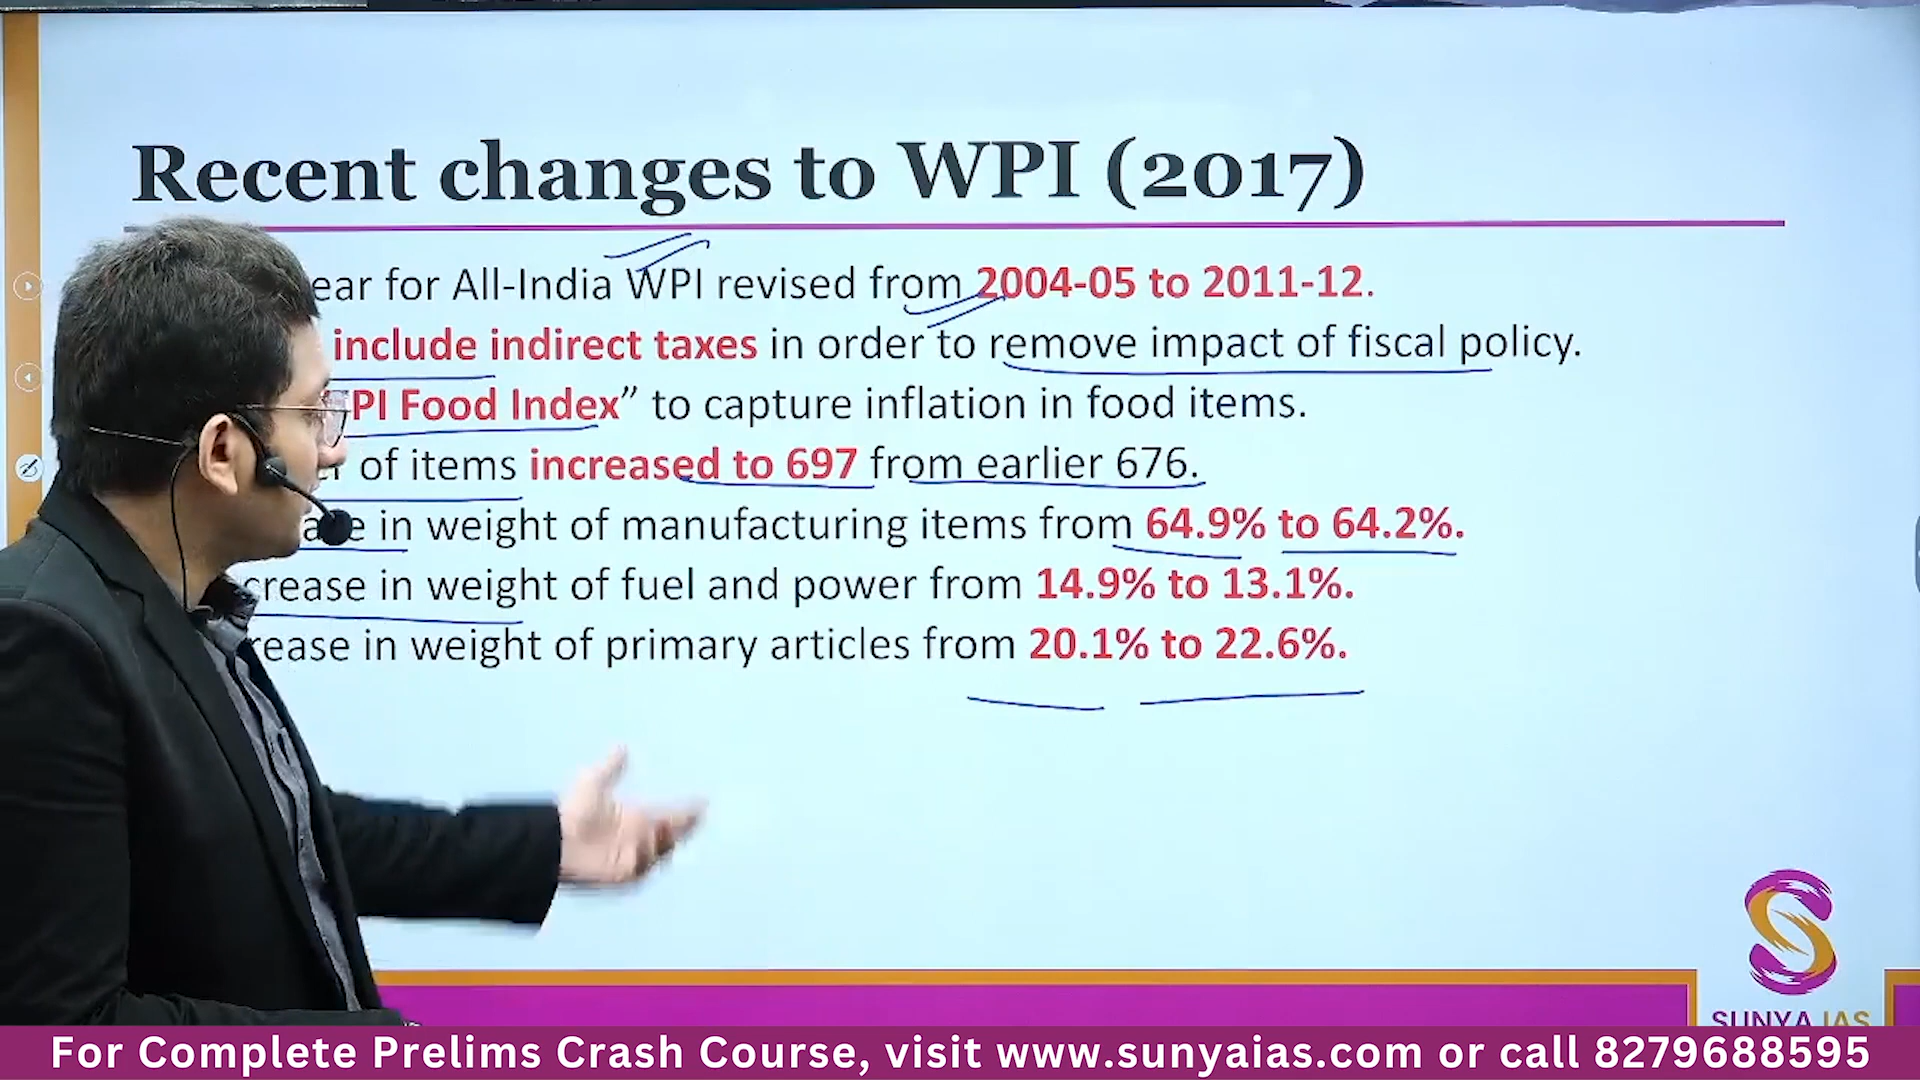 Recent changes to WPI (2017)
ear for All-India WPI revised from 2004-05 to 2011-12.
include indirect taxes in order to remove impact of fiscal policy.
PI Food Index” to capture inflation in food items.
of items increased to 697 from earlier 676.
in weight of manufacturing items from 64.9% to 64.2%.
crease in weight of fuel and power from 14.9% to 13.1%.
rease in weight of primary articles from 20.1% to 22.6%.
SUNYA IAS
For Complete Prelims Crash Course, visit www.sunyaias.com or call 8279688595